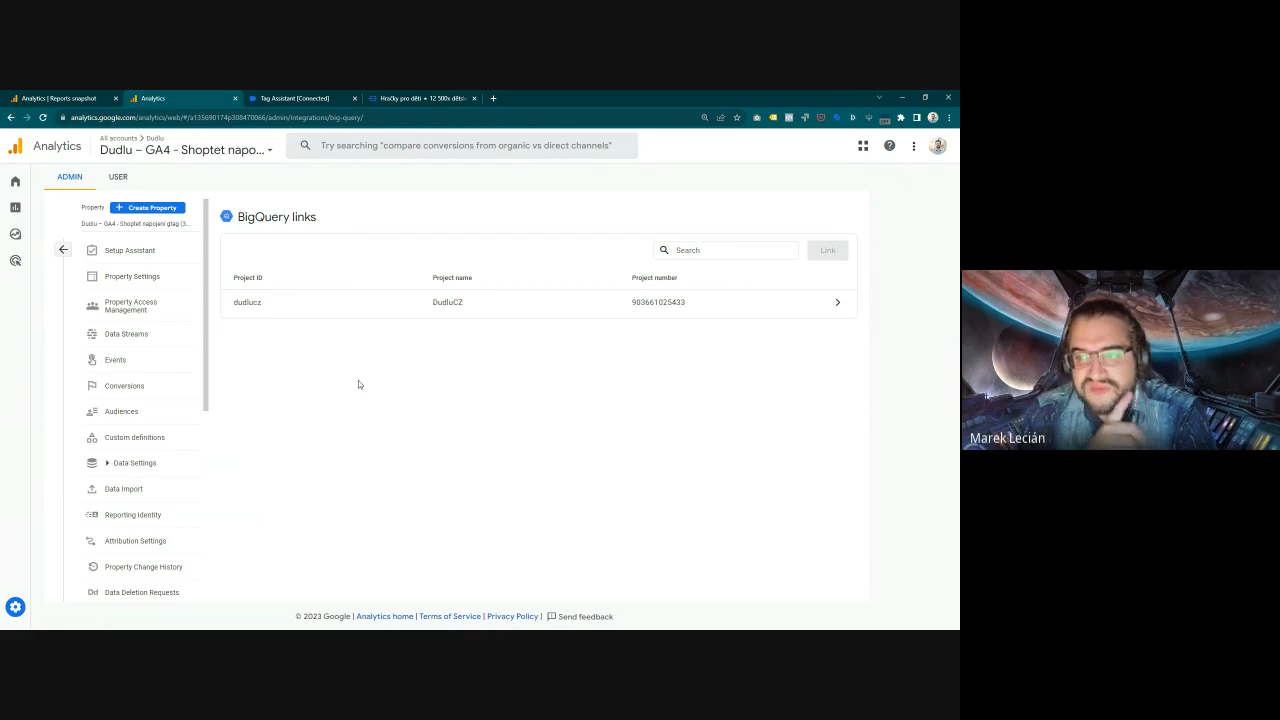 Analytics | Reports snapshot
Analytics
Tag Assistant [Connected]
Hračky pro děti ★ 12 500x děts
analytics.google.com/analytics/web/#/a135690174p308470066/admin/integrations/big-query/
Analytics
All accounts > Dudlu
Dudlu – GA4 - Shoptet napo...
Try searching "compare conversions from organic vs direct channels"
ADMIN
USER
Property
+ Create Property
Dudlu – GA4 - Shoptet napojení gtag (3...
Setup Assistant
Property Settings
Property Access
Management
Data Streams
Events
Conversions
Audiences
Custom definitions
Data Settings
Data Import
Reporting Identity
Attribution Settings
Property Change History
Dd Data Deletion Requests
BigQuery links
Search
Link
Project ID
Project name
Project number
dudlucz
DudluCZ
903661025433
© 2023 Google | Analytics home | Terms of Service | Privacy Policy | Send feedback
Marek Lecián